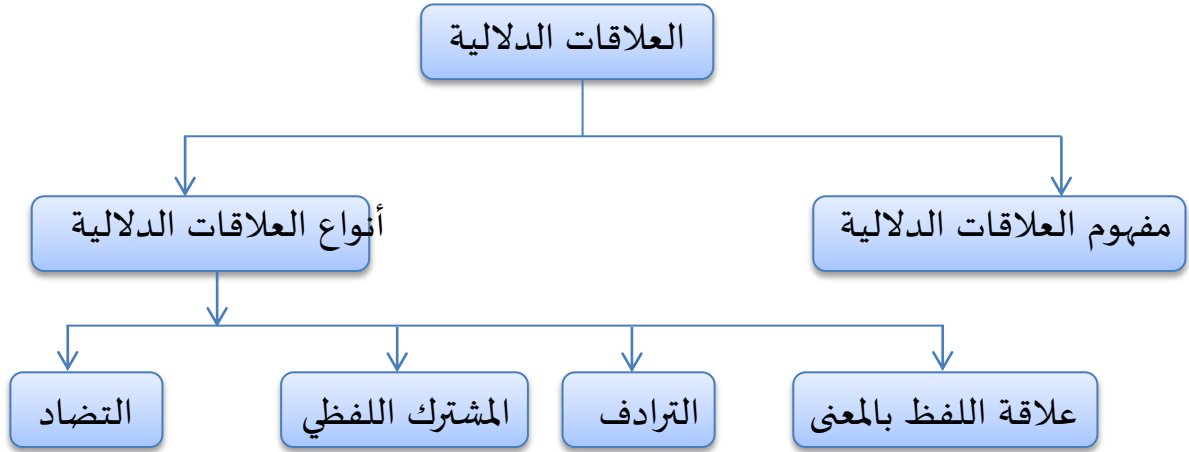 العلاقات الدلالية
مفهوم العلاقات الدلالية
أنواع العلاقات الدلالية
علاقة اللفظ بالمعنى
الترادف
المشترك اللفظي
التضاد